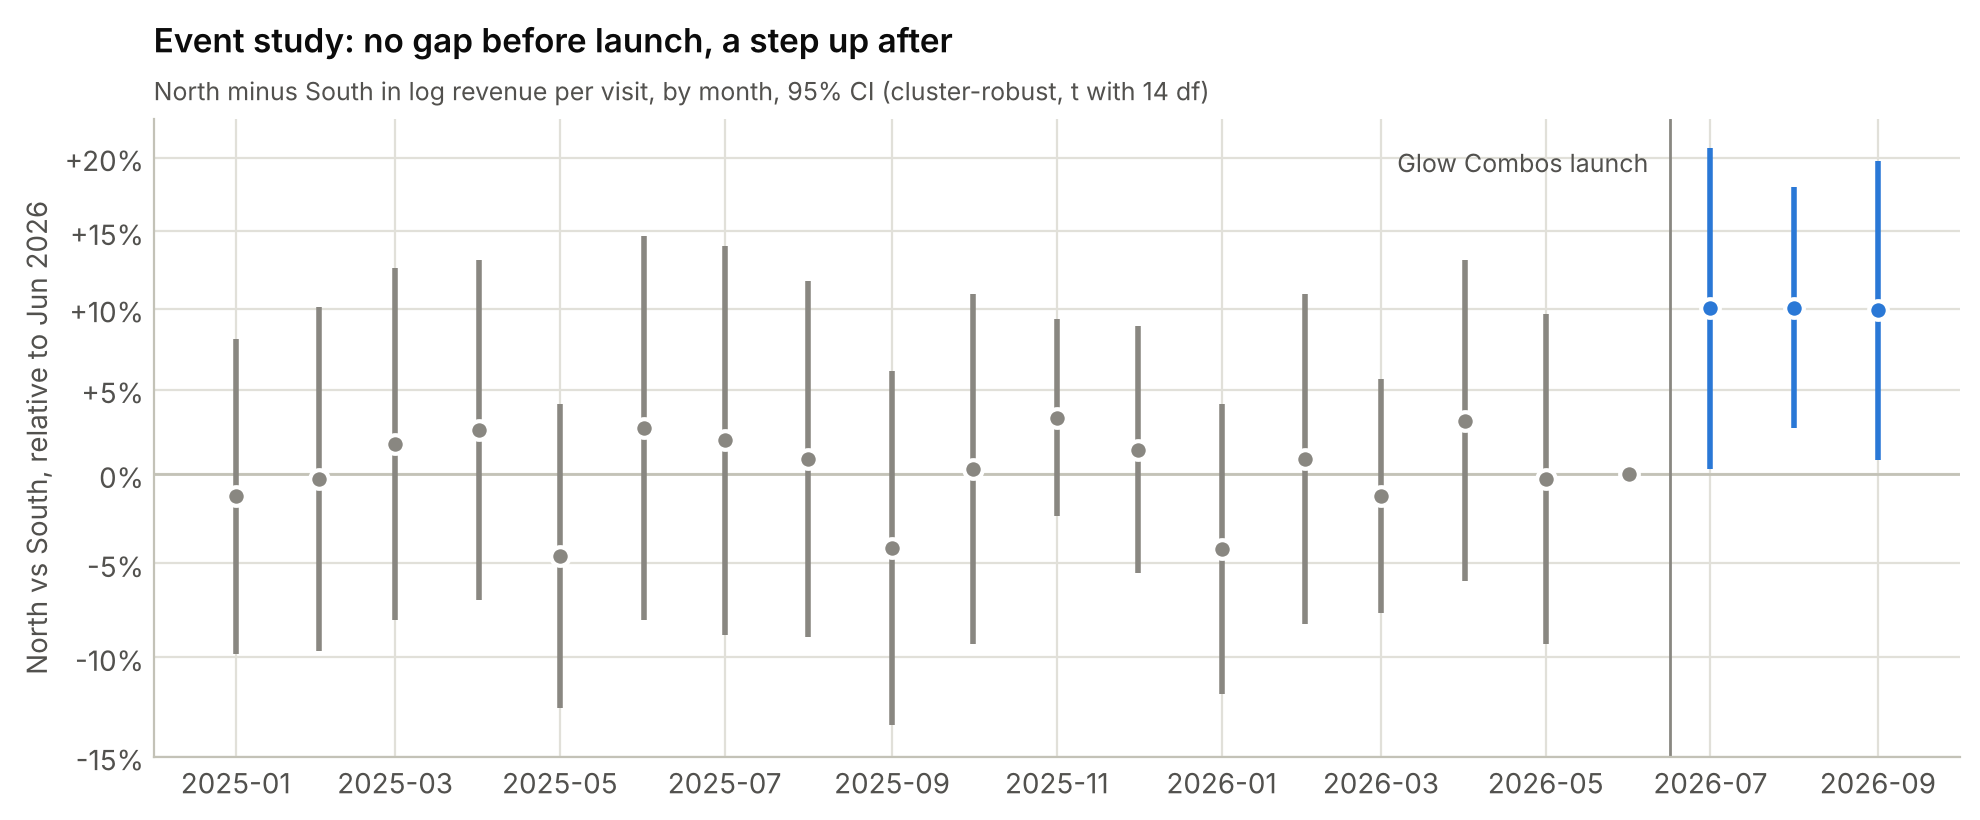 Event study: no gap before launch, a step up after
North minus South in log revenue per visit, by month, 95% CI (cluster-robust, t with 14 df)
North vs South, relative to Jun 2026
+20%
+15%
+10%
+5%
0%
-5%
-10%
-15%
Glow Combos launch
2025-01 2025-03 2025-05 2025-07 2025-09 2025-11 2026-01 2026-03 2026-05 2026-07 2026-09